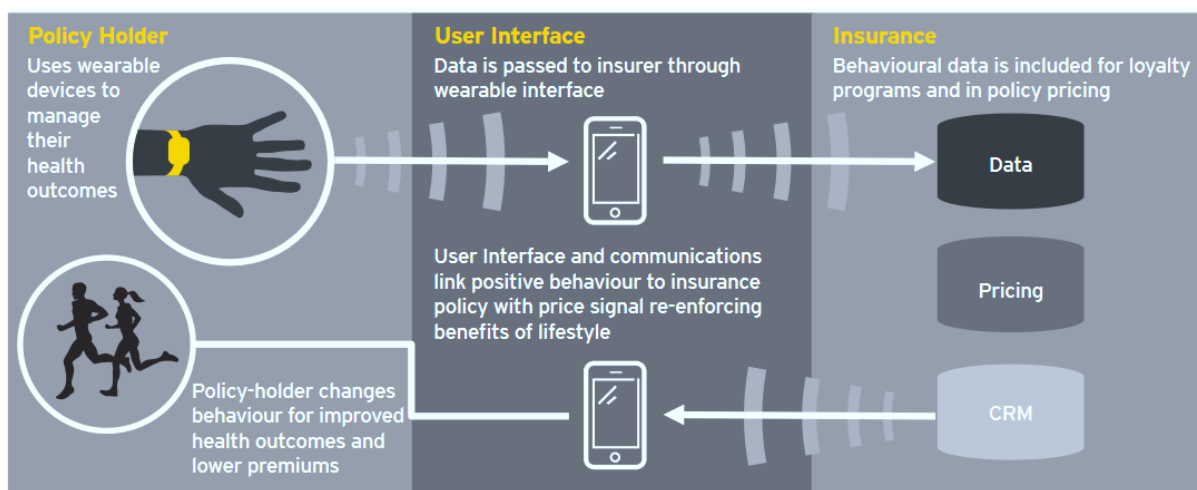 Policy Holder
Uses wearable
devices to
manage
their
health
outcomes
User Interface
Data is passed to insurer through
wearable interface
Insurance
Behavioural data is included for loyalty
programs and in policy pricing
Data
User Interface and communications
link positive behaviour to insurance
policy with price signal re-enforcing
benefits of lifestyle
Pricing
Policy-holder changes
behaviour for improved
health outcomes and
lower premiums
CRM